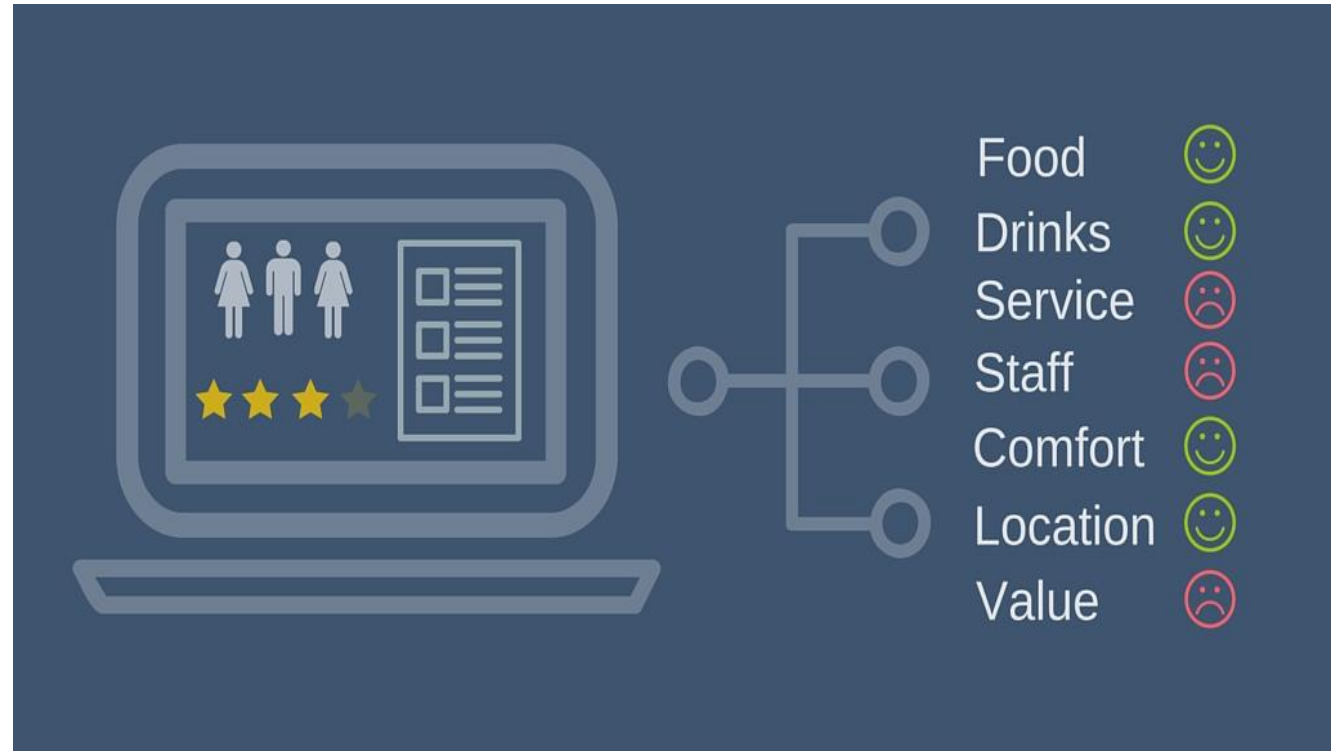 Food
Drinks
Service
Staff
Comfort
Location
Value